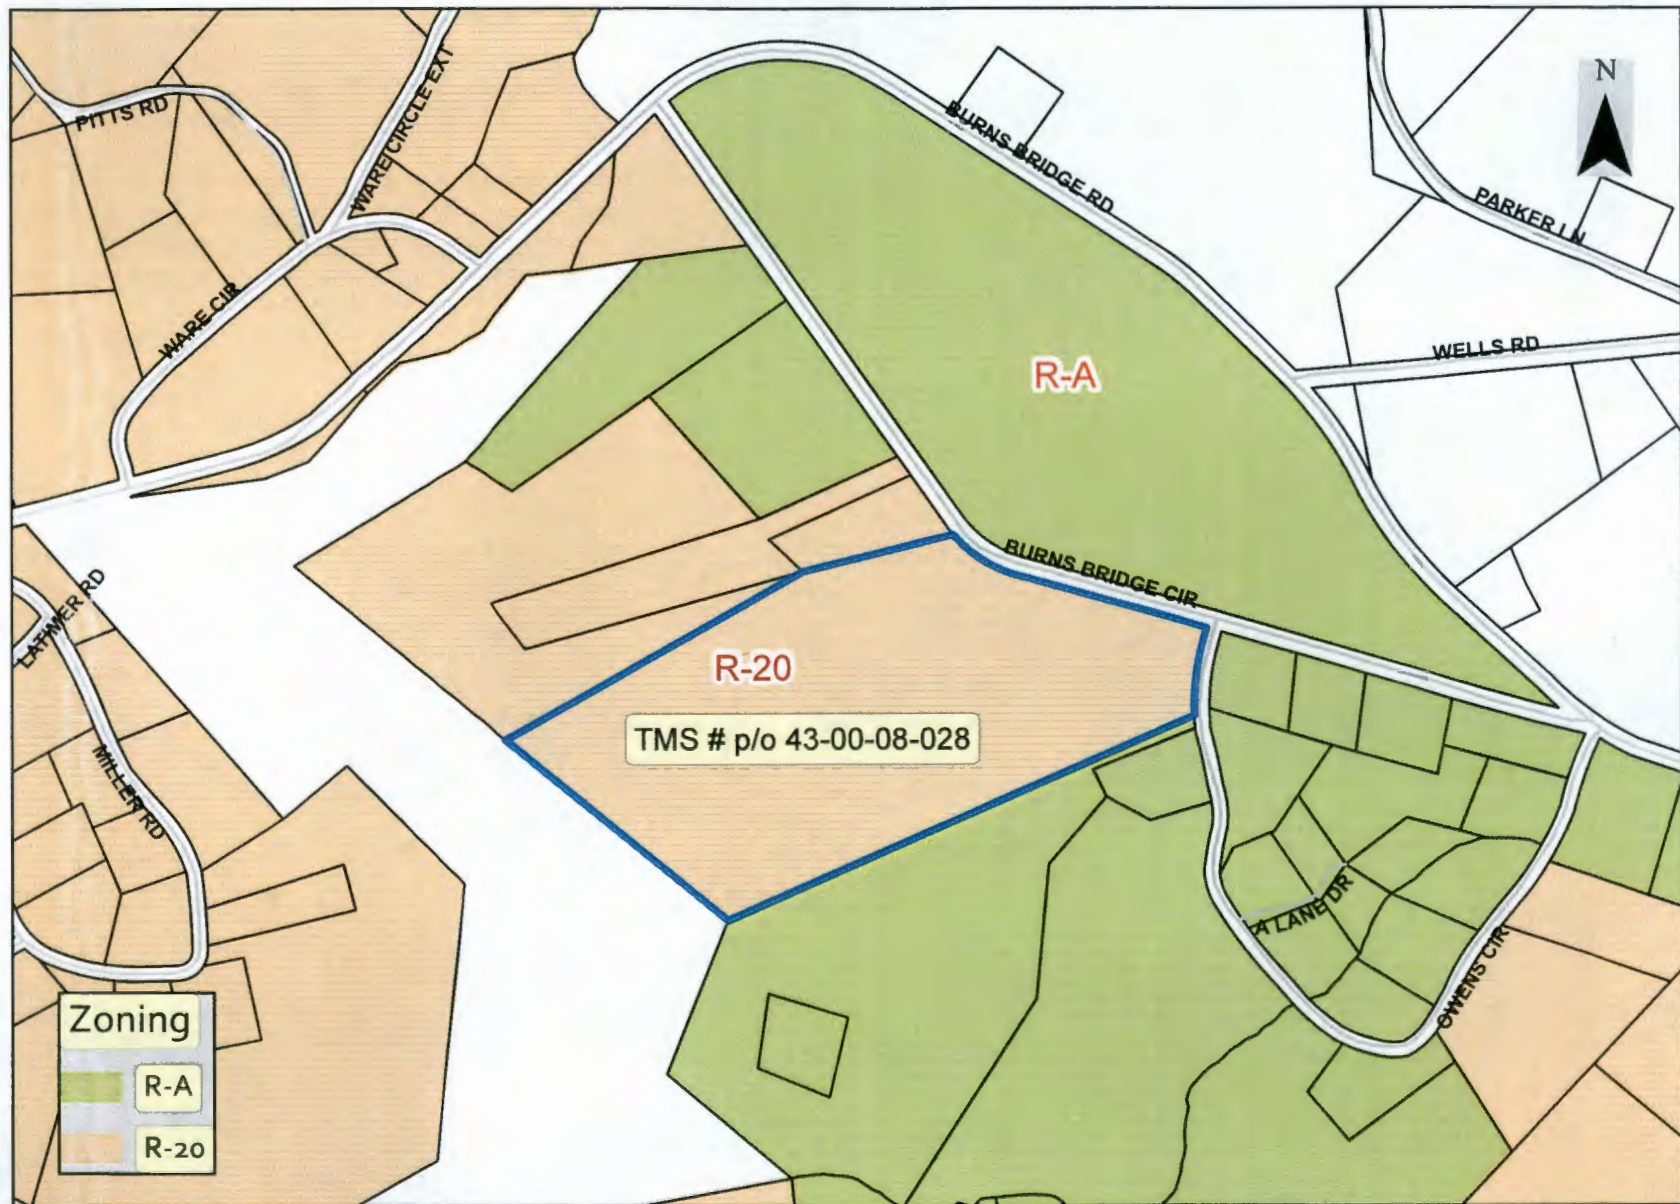 N
PITTS RD
WARE CIRCLE EXT
BURNS BRIDGE RD
PARKER LN
WARE CIR
WELLS RD
R-A
BURNS BRIDGE CIR
LATIMER RD
R-20
TMS # p/o 43-00-08-028
MILLER RD
LA LANE DR
OWENS CIR
Zoning
R-A
R-20